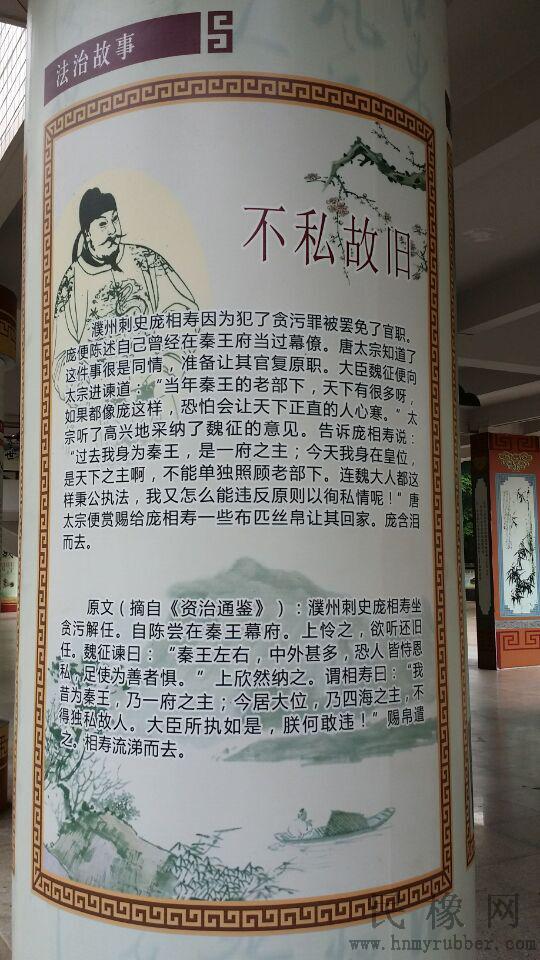 法治故事
不私故旧
濮州刺史庞相寿因为犯了贪污罪被罢免了官职。
庞便陈述自己曾经在秦王府当过幕僚。唐太宗知道了
这件事很是同情，准备让其官复原职。大臣魏征便向
太宗进谏道：“当年秦王的老部下，天下有很多呀，
如果都像庞这样，恐怕会让天下正直的人心寒。”太
宗听了高兴地采纳了魏征的意见。告诉庞相寿说：
“过去我身为秦王，是一府之主；今天我身在皇位，
是天下之主啊，不能单独照顾老部下。连魏大人都这
样秉公执法，我又怎么能违反原则以徇私情呢！”唐
太宗便赏赐给庞相寿一些布匹丝帛让其回家。庞含泪
而去。
原文（摘自《资治通鉴》）：濮州刺史庞相寿坐
贪污解任。自陈尝在秦王幕府。上怜之，欲听还旧
任。魏征谏曰：“秦王左右，中外甚多，恐人皆恃恩
私，足使为善者惧。”上欣然纳之。谓相寿曰：“我
昔为秦王，乃一府之主；今居大位，乃四海之主，不
得独私故人。大臣所执如是，朕何敢违！”赐帛遣
之。相寿流涕而去。
民橡网
www.hnmyrubber.com